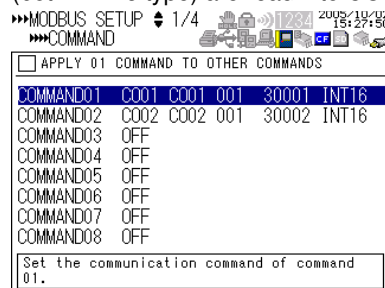 MODBUS SETUP 1/4 1234 2005/10/02
COMMAND 15:27:50
CF SD
APPLY 01 COMMAND TO OTHER COMMANDS
COMMAND01 C001 C001 001 30001 INT16
COMMAND02 C002 C002 001 30002 INT16
COMMAND03 OFF
COMMAND04 OFF
COMMAND05 OFF
COMMAND06 OFF
COMMAND07 OFF
COMMAND08 OFF
Set the communication command of command
01.